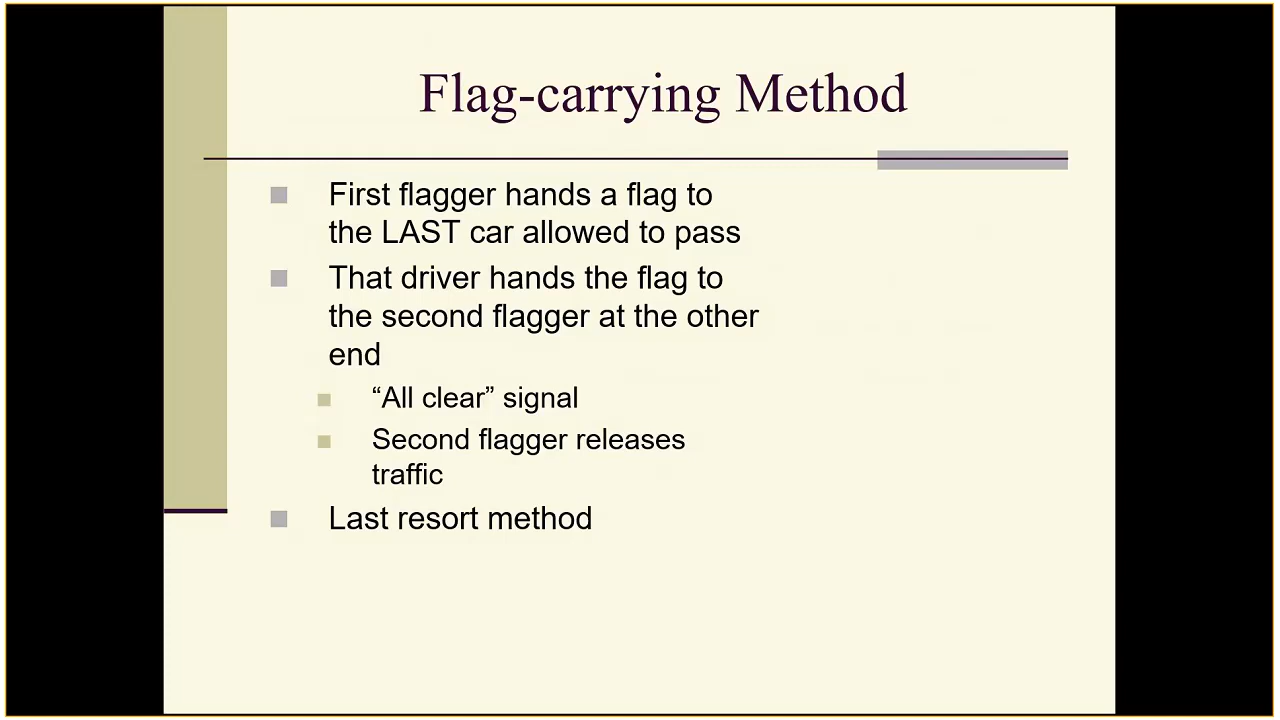 Flag-carrying Method
First flagger hands a flag to
the LAST car allowed to pass
That driver hands the flag to
the second flagger at the other
end
“All clear” signal
Second flagger releases
traffic
Last resort method